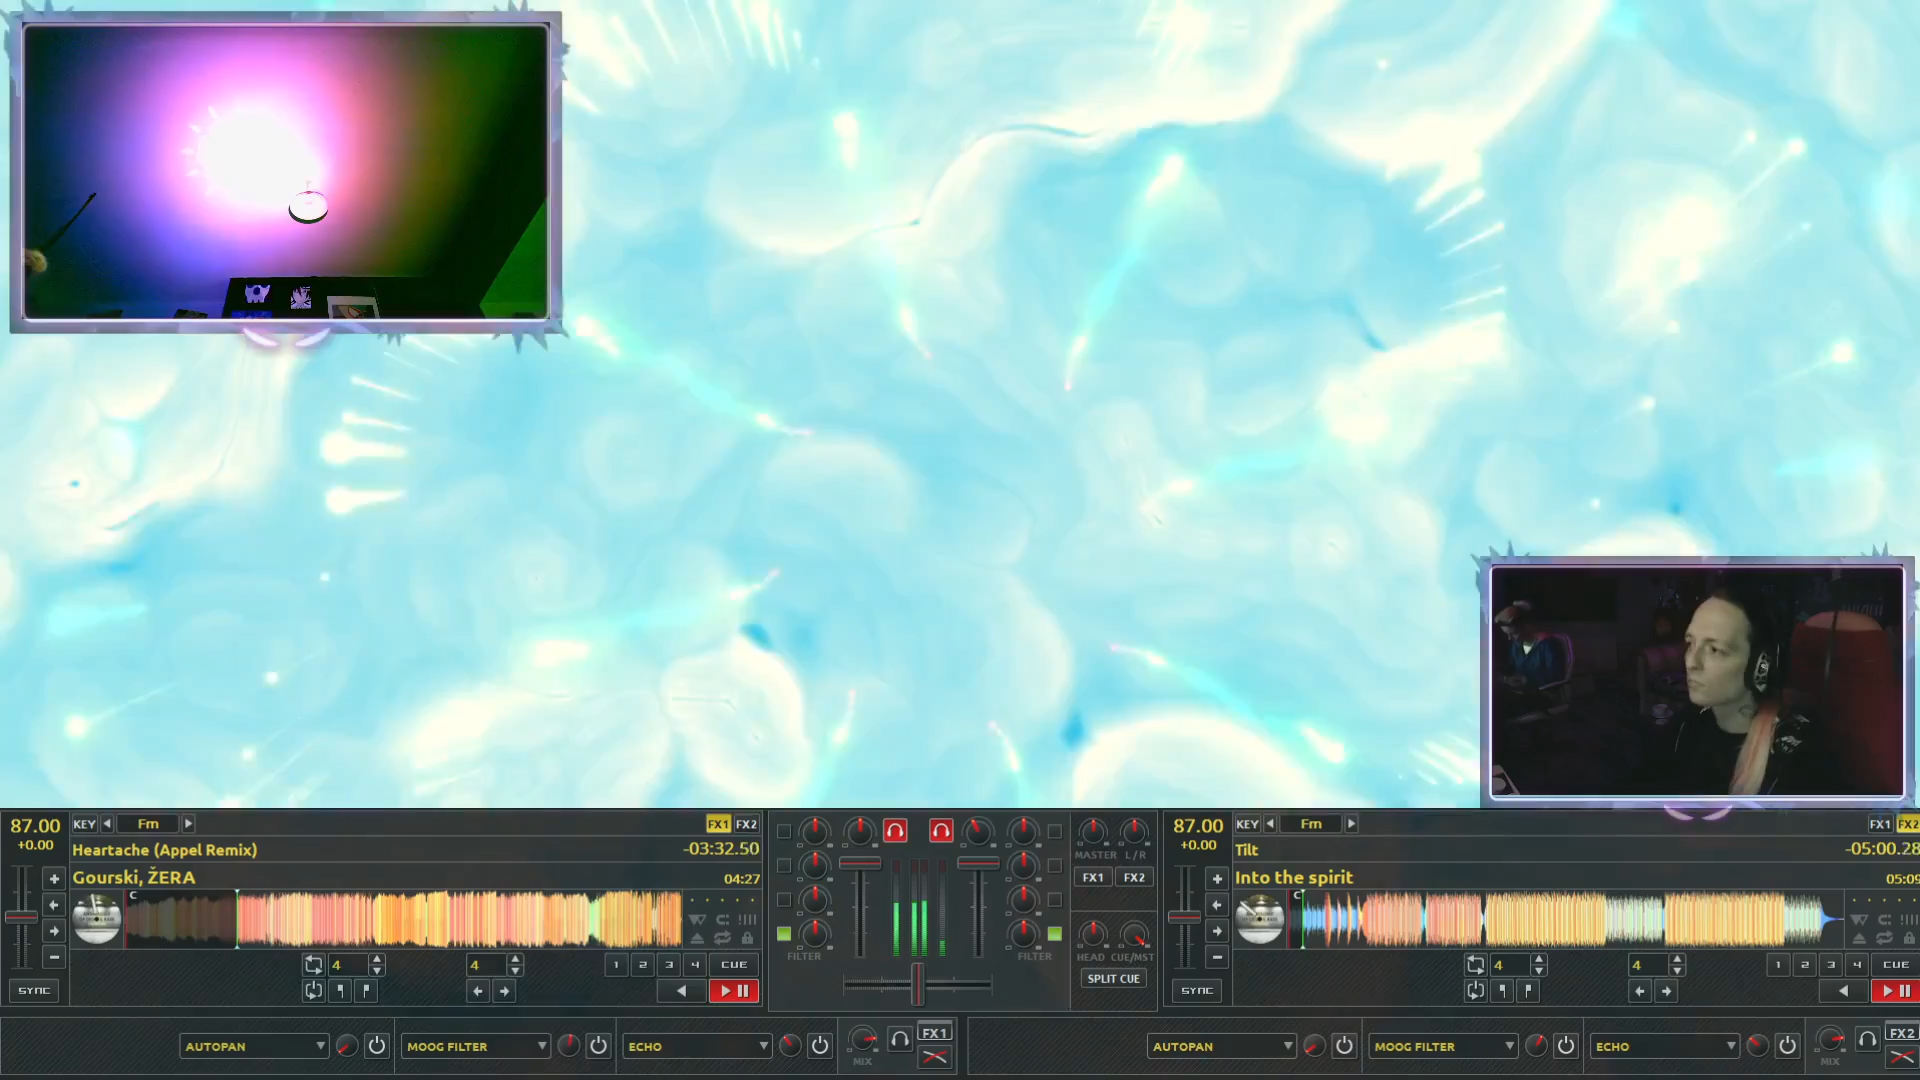 87.00
+0.00
KEY
Fm
FX1 FX2
Heartache (Appel Remix)
-03:32.50
Gourski, ŽERA
04:27
C
4
4
1 2 3 4 CUE
SYNC
FILTER
FILTER
MASTER L/R
FX1 FX2
HEAD CUE/MST
SPLIT CUE
87.00
+0.00
KEY
Fm
FX1 FX2
Tilt
-05:00.28
Into the spirit
05:09
C
4
4
1 2 3 4 CUE
SYNC
AUTOPAN
MOOG FILTER
ECHO
MIX
FX1
AUTOPAN
MOOG FILTER
ECHO
MIX
FX2